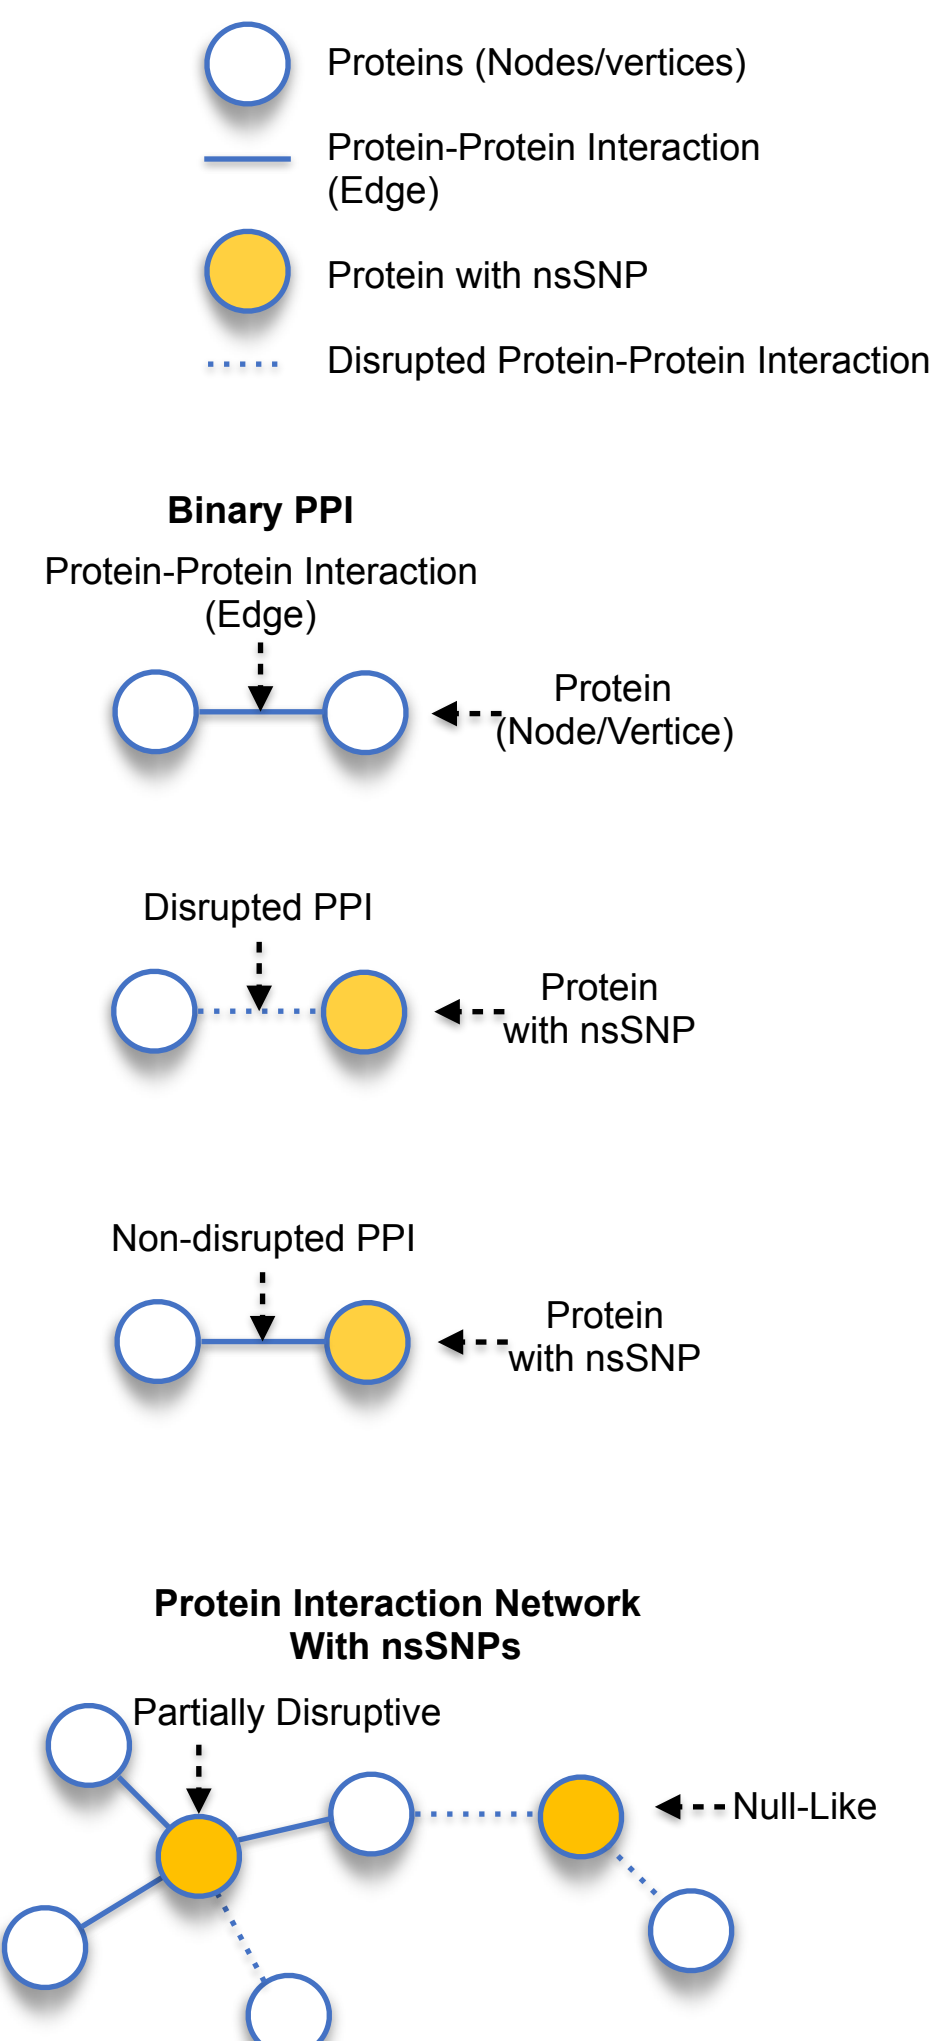 Proteins (Nodes/vertices)
Protein-Protein Interaction
(Edge)
Protein with nsSNP
Disrupted Protein-Protein Interaction
Binary PPI
Protein-Protein Interaction
(Edge)
Protein
(Node/Vertice)
Disrupted PPI
Protein
with nsSNP
Non-disrupted PPI
Protein
with nsSNP
Protein Interaction Network
With nsSNPs
Partially Disruptive
Null-Like